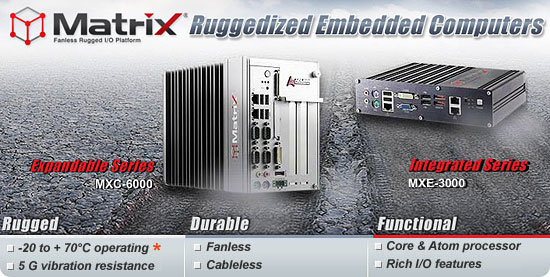 Matrix®
Fanless Rugged I/O Platform
Ruggedized Embedded Computers
Matrix
Expandable Series
MXC-6000
Integrated Series
MXE-3000
Rugged
Durable
Functional
-20 to + 70°C operating *
Fanless
Core & Atom processor
5 G vibration resistance
Cableless
Rich I/O features